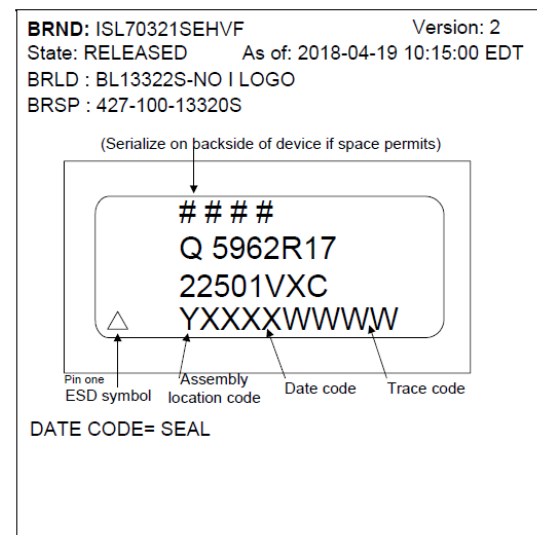 BRND: ISL70321SEHVF Version: 2
State: RELEASED As of: 2018-04-19 10:15:00 EDT
BRLD : BL13322S-NO I LOGO
BRSP : 427-100-13320S
(Serialize on backside of device if space permits)
# # # #
Q 5962R17
22501VXC
YXXXXWWWW
Pin one
ESD symbol
Assembly
location code
Date code
Trace code
DATE CODE= SEAL